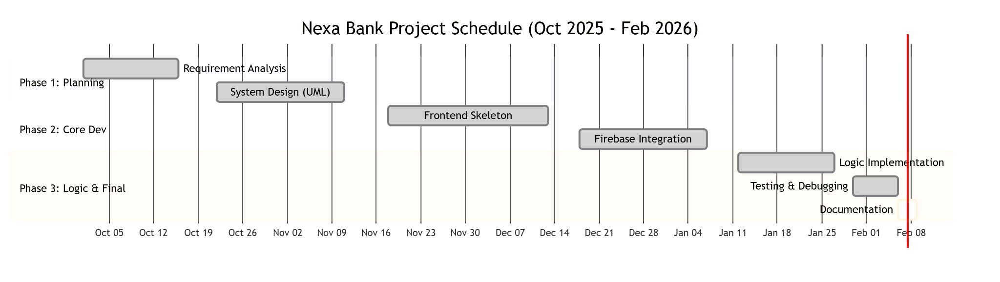 Nexa Bank Project Schedule (Oct 2025 - Feb 2026)
Requirement Analysis
Phase 1: Planning
System Design (UML)
Frontend Skeleton
Phase 2: Core Dev
Firebase Integration
Logic Implementation
Testing & Debugging
Phase 3: Logic & Final
Documentation
Oct 05 Oct 12 Oct 19 Oct 26 Nov 02 Nov 09 Nov 16 Nov 23 Nov 30 Dec 07 Dec 14 Dec 21 Dec 28 Jan 04 Jan 11 Jan 18 Jan 25 Feb 01 Feb 08